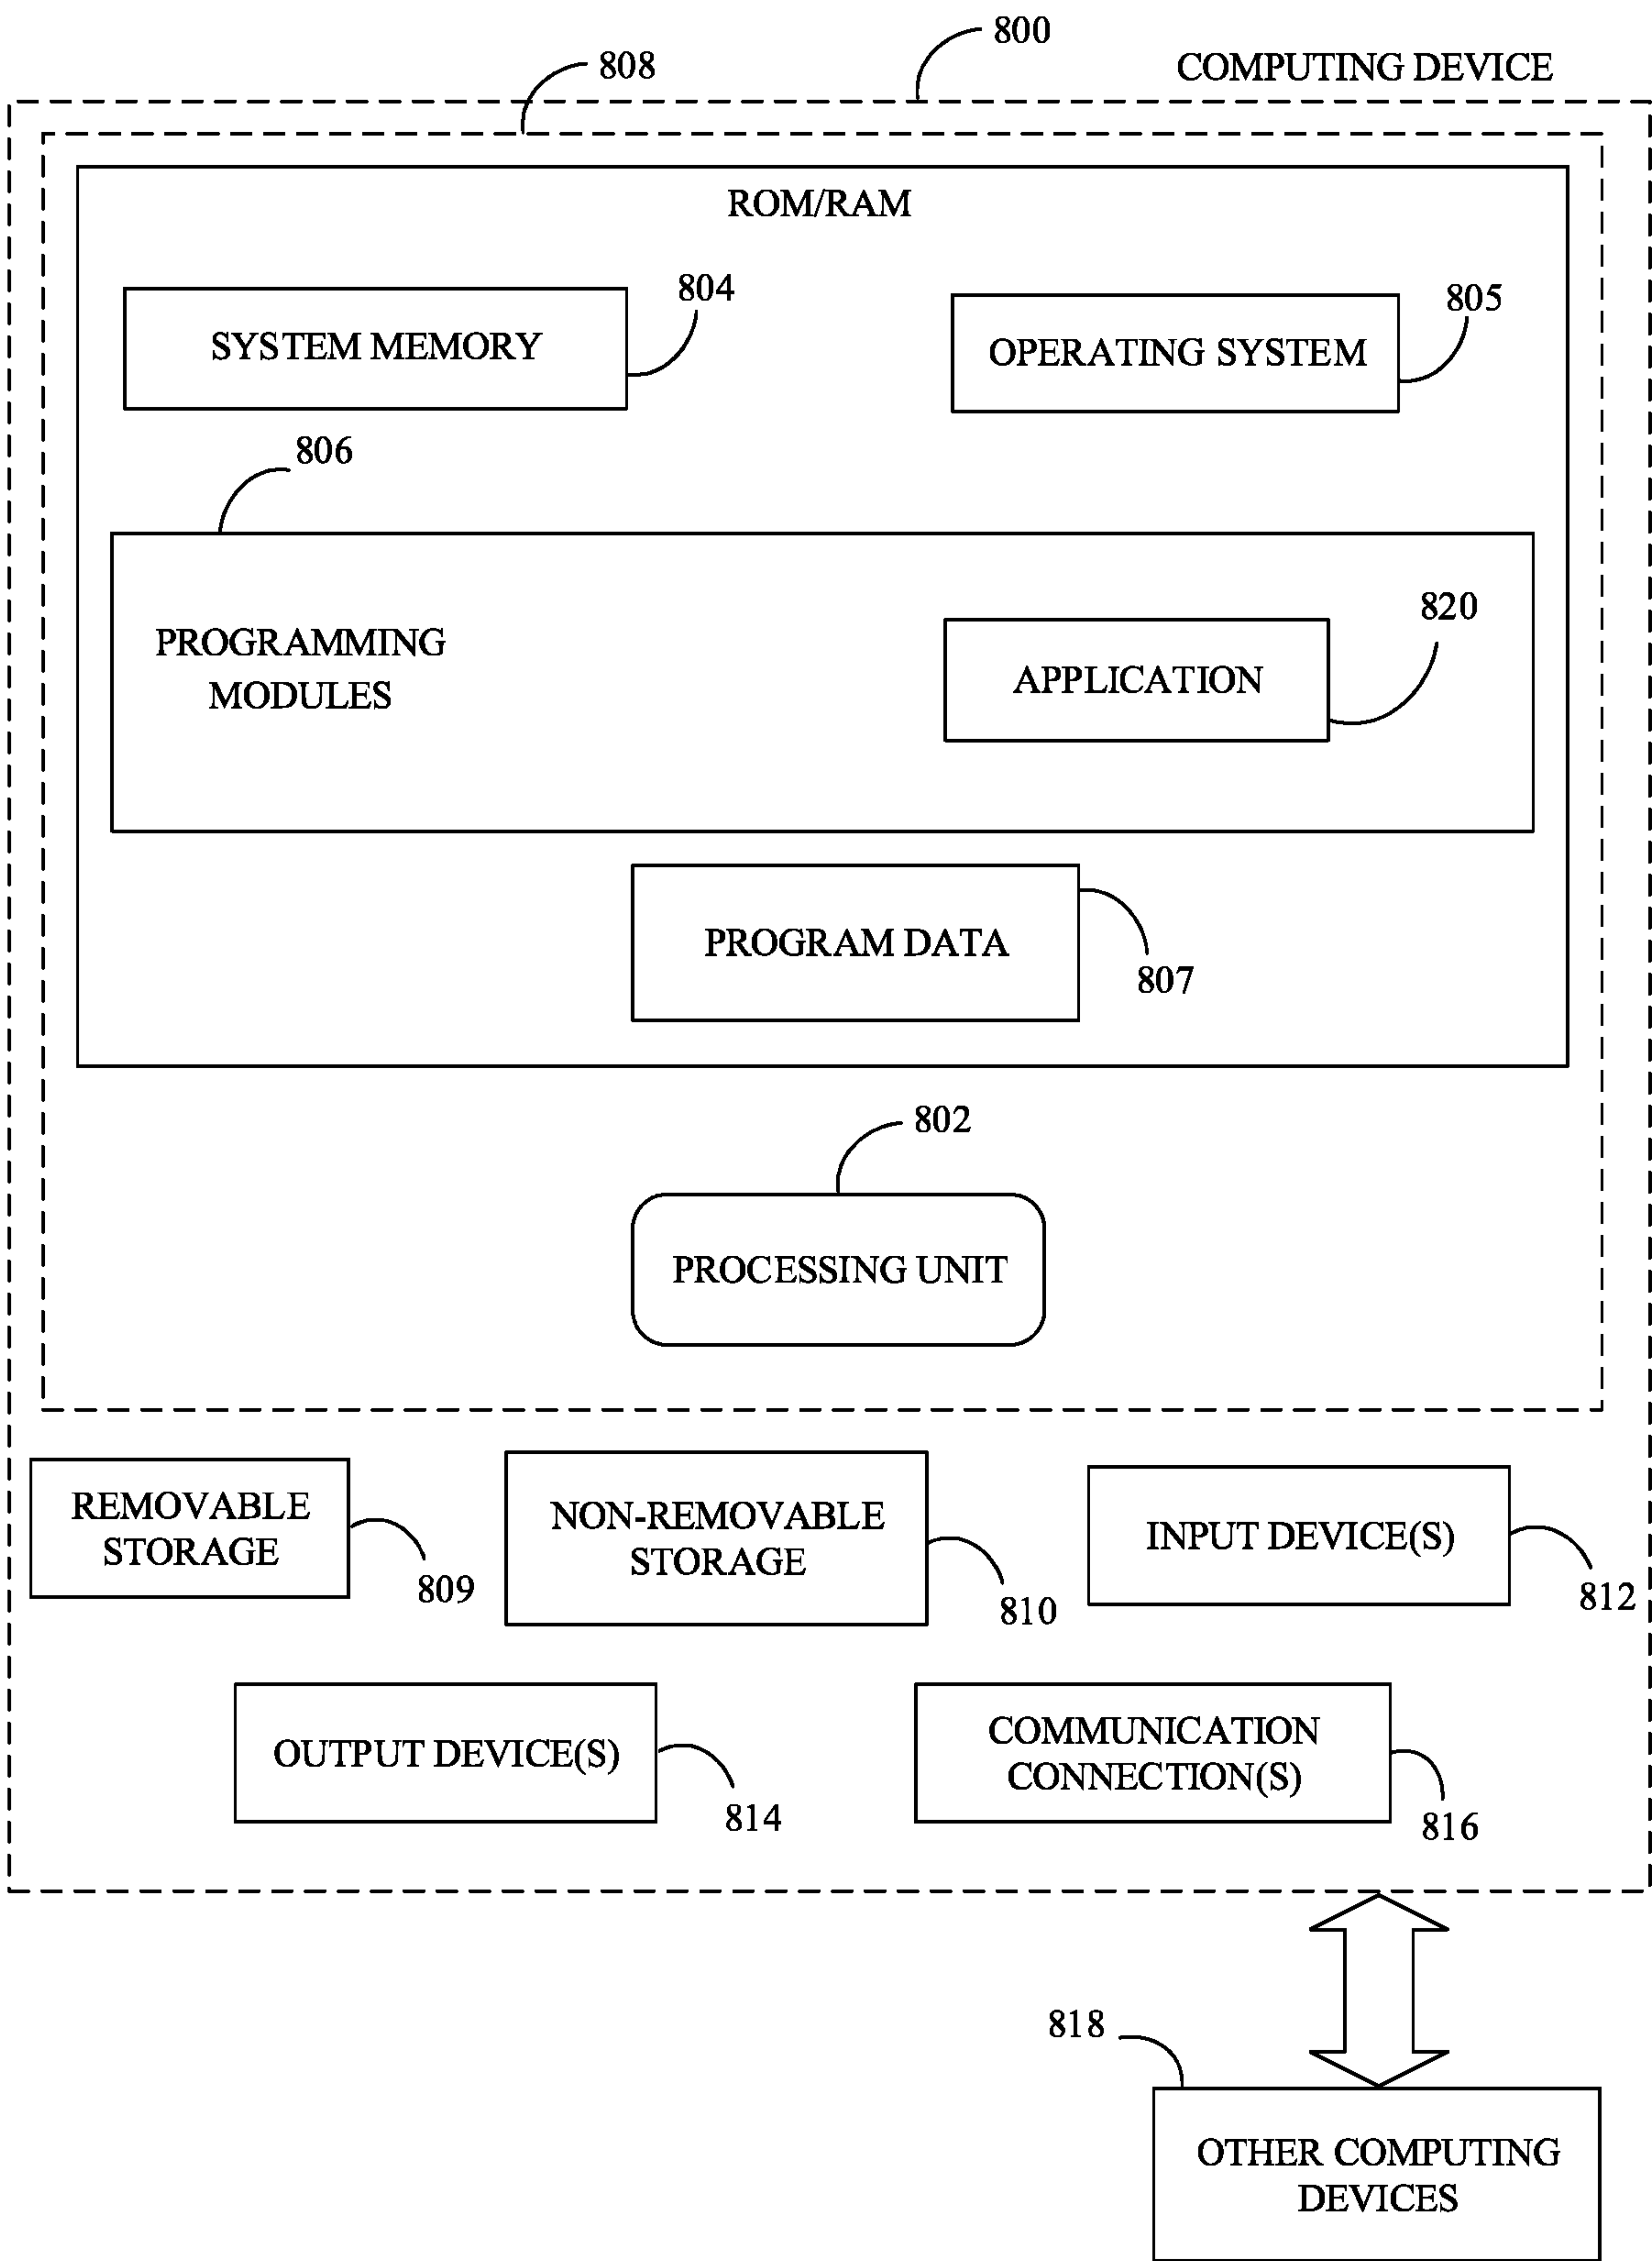 800
808
COMPUTING DEVICE
ROM/RAM
804
SYSTEM MEMORY
805
OPERATING SYSTEM
806
PROGRAMMING
MODULES
820
APPLICATION
PROGRAM DATA
807
802
PROCESSING UNIT
REMOVABLE
STORAGE
809
NON-REMOVABLE
STORAGE
810
INPUT DEVICE(S)
812
OUTPUT DEVICE(S)
814
COMMUNICATION
CONNECTION(S)
816
818
OTHER COMPUTING
DEVICES